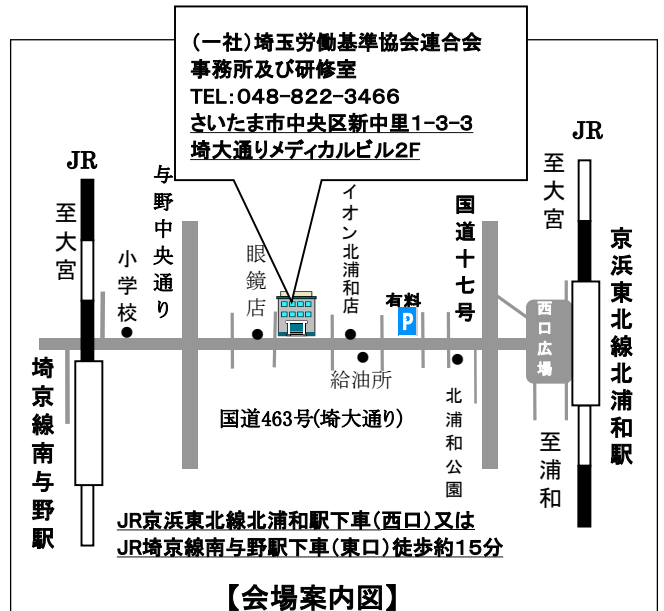 (一社)埼玉労働基準協会連合会
事務所及び研修室
TEL:048-822-3466
さいたま市中央区新中里1-3-3
埼大通りメディカルビル2F
JR
至大宮
小学校
与野中央通り
眼鏡店
イオン北浦和店
有料
P
国道十七号
JR
至大宮
京浜東北線北浦和駅
西口広場
埼京線南与野駅
給油所
国道463号(埼大通り)
北浦和公園
至浦和
JR京浜東北線北浦和駅下車(西口)又は
JR埼京線南与野駅下車(東口)徒歩約15分
【会場案内図】